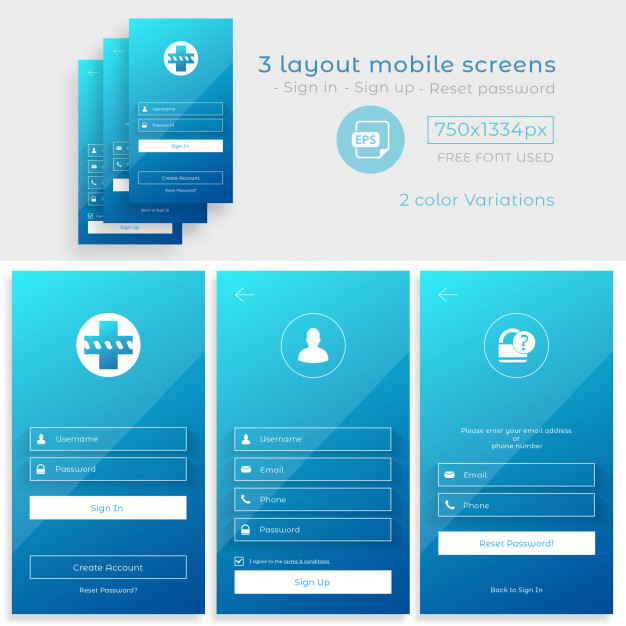 3 layout mobile screens
- Sign in - Sign up - Reset password
EPS
750x1334px
FREE FONT USED
2 color Variations
Username
Password
Sign In
Create Account
Reset Password?
Back to Sign In
Sign Up
Username
Password
Sign In
Create Account
Reset Password?
Username
Email
Phone
Password
I agree to the terms & conditions
Sign Up
?
Please enter your email address
or
phone number
Email
Phone
Reset Password!
Back to Sign In